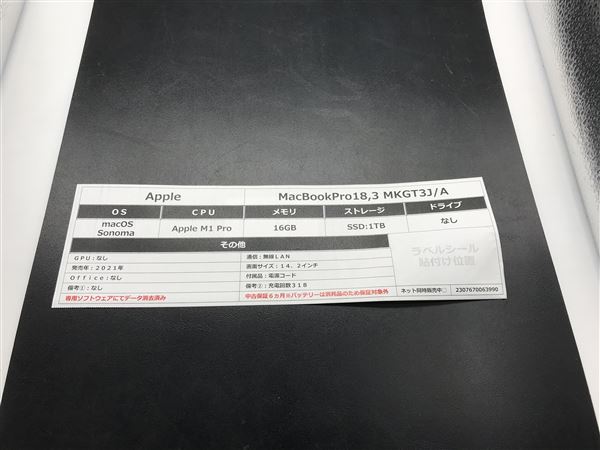 Apple MacBookPro18,3 MKGT3J/A
OS CPU メモリ ストレージ ドライブ
macOS Sonoma Apple M1 Pro 16GB SSD:1TB なし
その他
GPU:なし 通信:無線LAN
発売年:2021年 画面サイズ:14.2インチ
Office:なし 付属品:電源コード
備考①:なし 備考②:充電回数318
専用ソフトウェアにてデータ消去済み 中古保証6ヵ月※バッテリーは消耗品のため保証対象外
ラベルシール
貼付け位置
ネット同時販売中〇 2307670063990